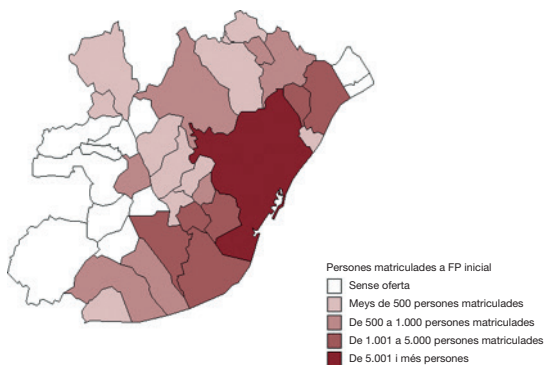 Persones matriculades a FP inicial
Sense oferta
Meys de 500 persones matriculades
De 500 a 1.000 persones matriculades
De 1.001 a 5.000 persones matriculades
De 5.001 i més persones